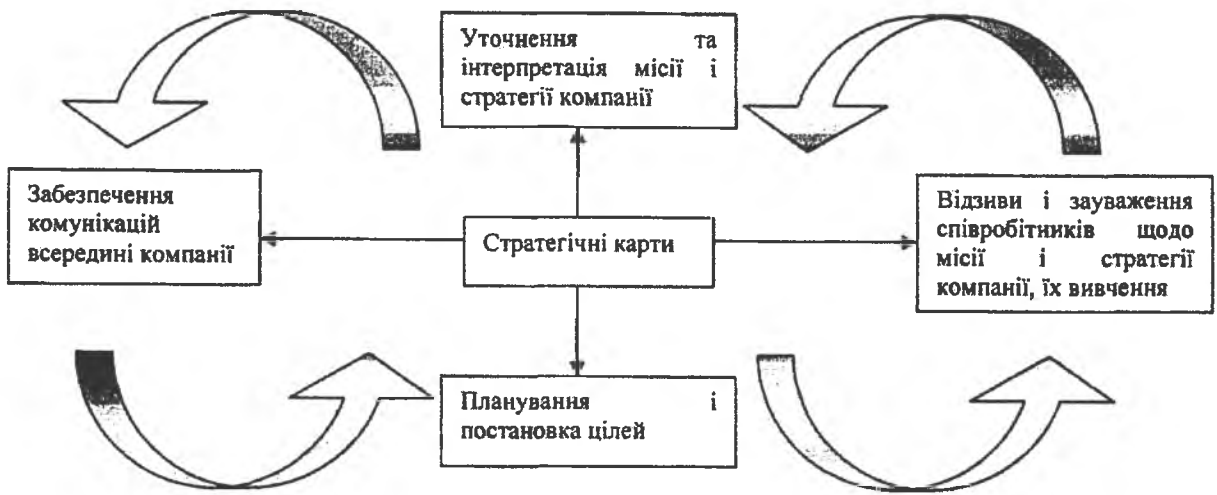 Уточнення та
інтерпретація місії і
стратегії компанії
Забезпечення
комунікацій
всередині компанії
Стратегічні карти
Відзиви і зауваження
співробітників щодо
місії і стратегії
компанії, їх вивчення
Планування і
постановка цілей